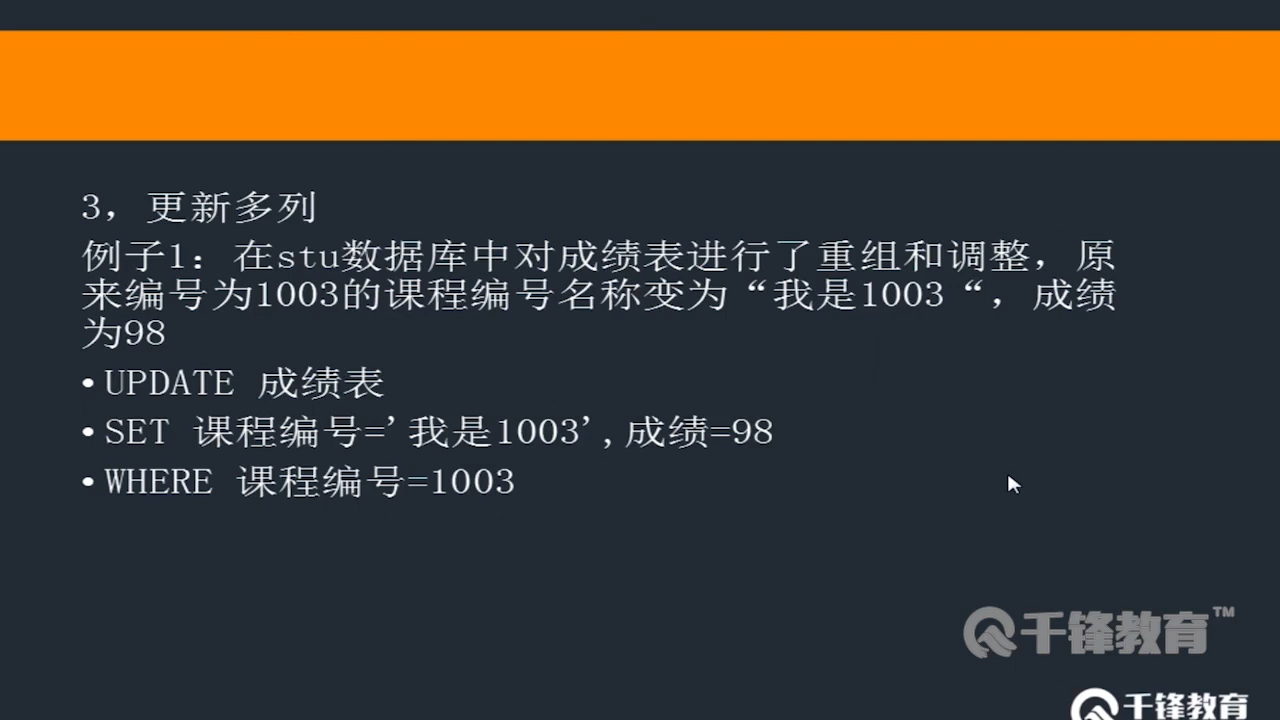 3，更新多列
例子1：在stu数据库中对成绩表进行了重组和调整，原
来编号为1003的课程编号名称变为“我是1003“，成绩
为98
•UPDATE 成绩表
•SET 课程编号='我是1003',成绩=98
•WHERE 课程编号=1003
千锋教育™
千锋教育